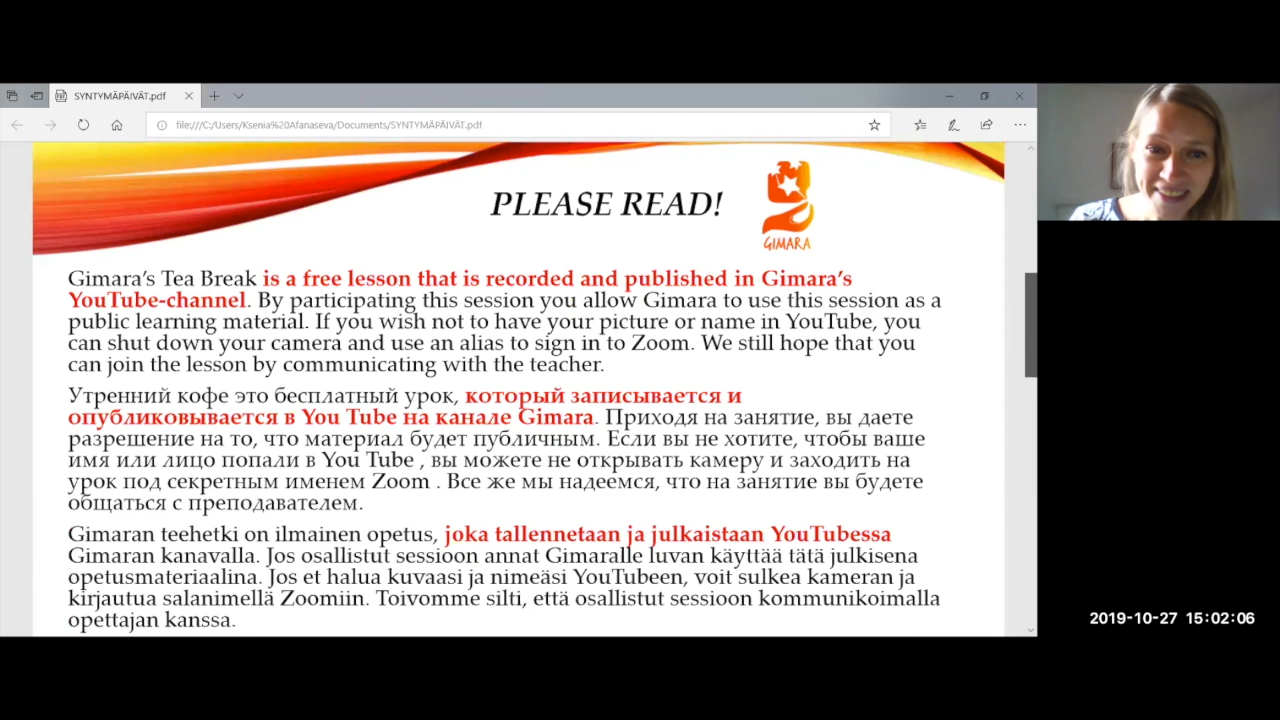 SYNTYMÄPÄIVÄT.pdf
file:///C:/Users/Ksenia%20Afanaseva/Documents/SYNTYMÄPÄIVÄT.pdf
PLEASE READ!
GIMARA
Gimara's Tea Break is a free lesson that is recorded and published in Gimara's
YouTube-channel. By participating this session you allow Gimara to use this session as a
public learning material. If you wish not to have your picture or name in YouTube, you
can shut down your camera and use an alias to sign in to Zoom. We still hope that you
can join the lesson by communicating with the teacher.
Утренний кофе это бесплатный урок, который записывается и
опубликовывается в You Tube на канале Gimara. Приходя на занятие, вы даете
разрешение на то, что материал будет публичным. Если вы не хотите, чтобы ваше
имя или лицо попали в You Tube , вы можете не открывать камеру и заходить на
урок под секретным именем Zoom . Все же мы надеемся, что на занятие вы будете
общаться с преподавателем.
Gimaran teehetki on ilmainen opetus, joka tallennetaan ja julkaistaan YouTubessa
Gimaran kanavalla. Jos osallistut sessioon annat Gimaralle luvan käyttää tätä julkisena
opetusmateriaalina. Jos et halua kuvaasi ja nimeäsi YouTubeen, voit sulkea kameran ja
kirjautua salanimellä Zoomiin. Toivomme silti, että osallistut sessioon kommunikoimalla
opettajan kanssa.
2019-10-27 15:02:06